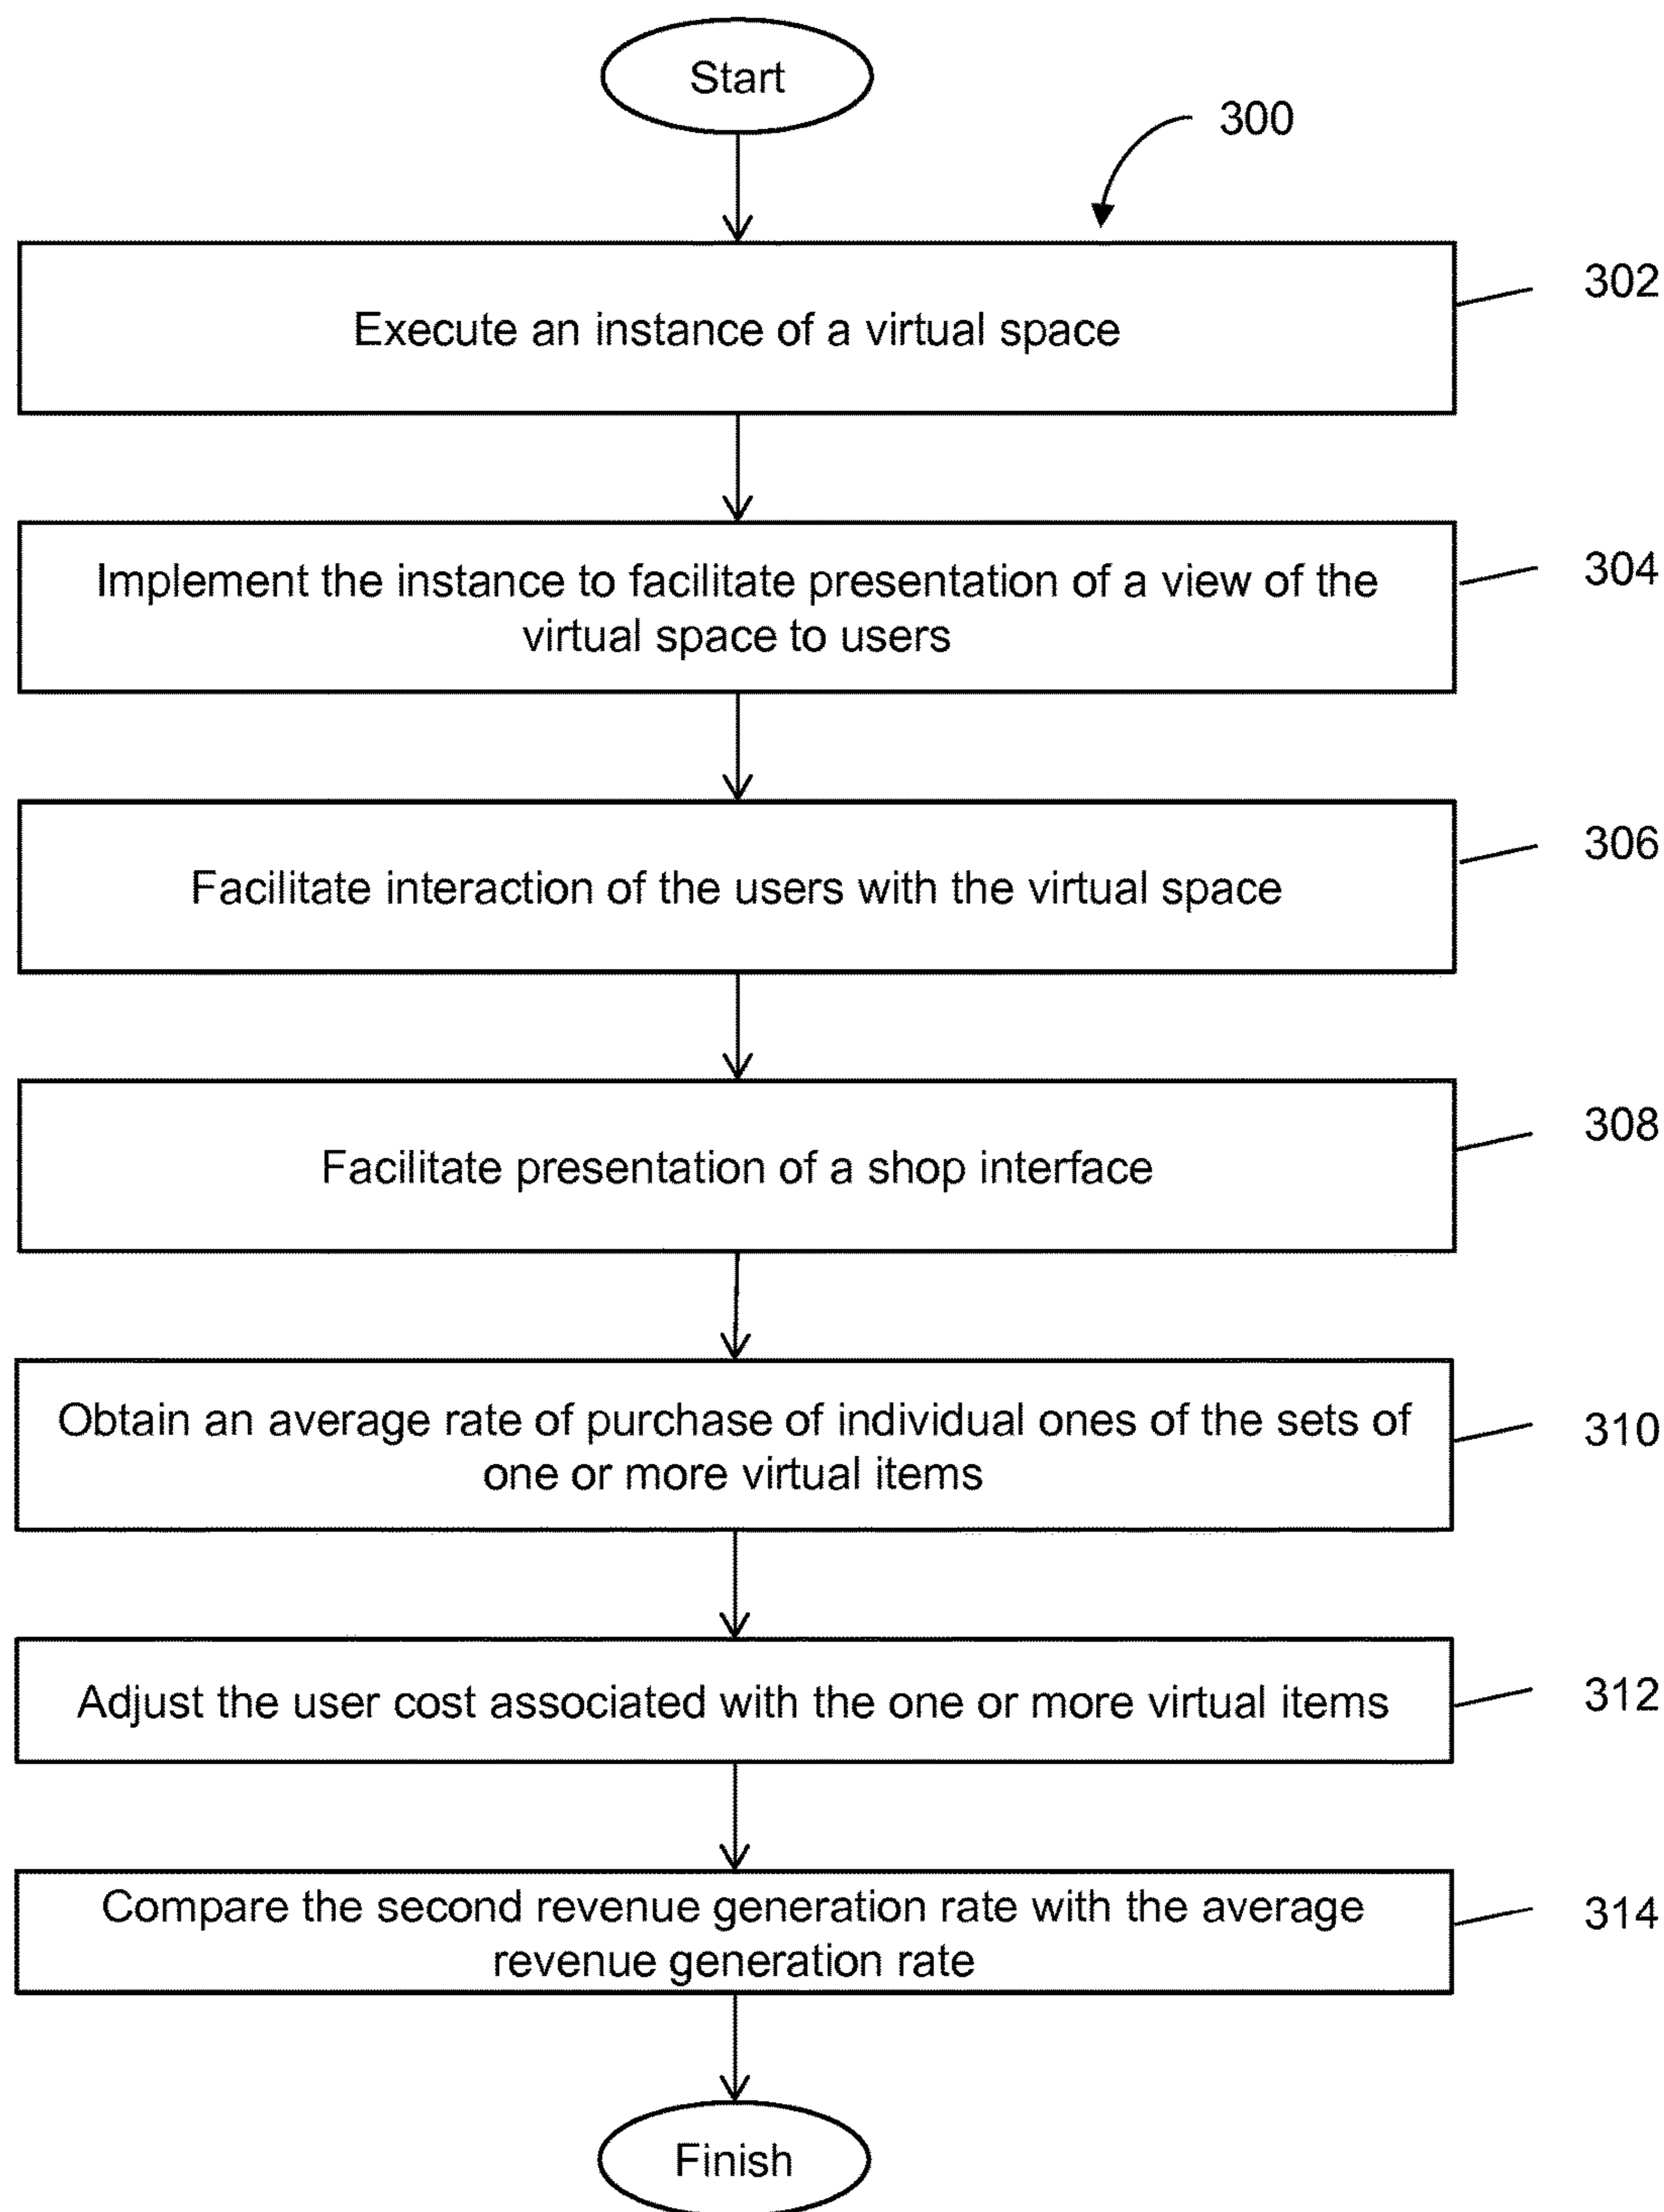 Start
300
Execute an instance of a virtual space
302
Implement the instance to facilitate presentation of a view of the
virtual space to users
304
Facilitate interaction of the users with the virtual space
306
Facilitate presentation of a shop interface
308
Obtain an average rate of purchase of individual ones of the sets of
one or more virtual items
310
Adjust the user cost associated with the one or more virtual items
312
Compare the second revenue generation rate with the average
revenue generation rate
314
Finish